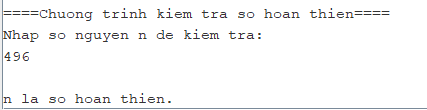 ====Chuong trinh kiem tra so hoan thien====
Nhap so nguyen n de kiem tra:
496
n la so hoan thien.